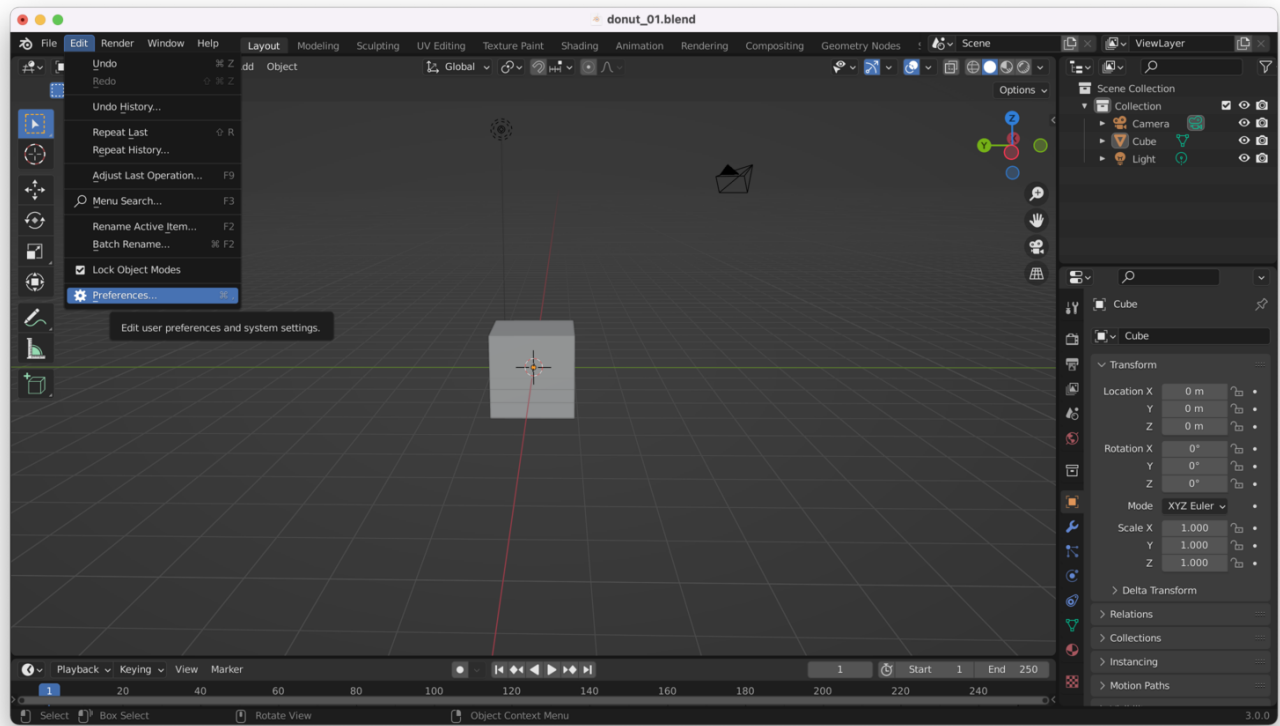 donut_01.blend
File Edit Render Window Help Layout Modeling Sculpting UV Editing Texture Paint Shading Animation Rendering Compositing Geometry Nodes Scene ViewLayer
dd Object Global
Options
Undo ⌘ Z
Redo ⇧ ⌘ Z
Undo History...
Repeat Last ⇧ R
Repeat History...
Adjust Last Operation... F9
Menu Search... F3
Rename Active Item... F2
Batch Rename... ⌘ F2
Lock Object Modes
Preferences... ⌘ ,
Edit user preferences and system settings.
Z
Y
Scene Collection
Collection
Camera
Cube
Light
Cube
Cube
Transform
Location X 0 m
Y 0 m
Z 0 m
Rotation X 0°
Y 0°
Z 0°
Mode XYZ Euler
Scale X 1.000
Y 1.000
Z 1.000
Delta Transform
Relations
Collections
Instancing
Motion Paths
Playback Keying View Marker 1 Start 1 End 250
1 20 40 60 80 100 120 140 160 180 200 220 240
Select Box Select Rotate View Object Context Menu 3.0.0